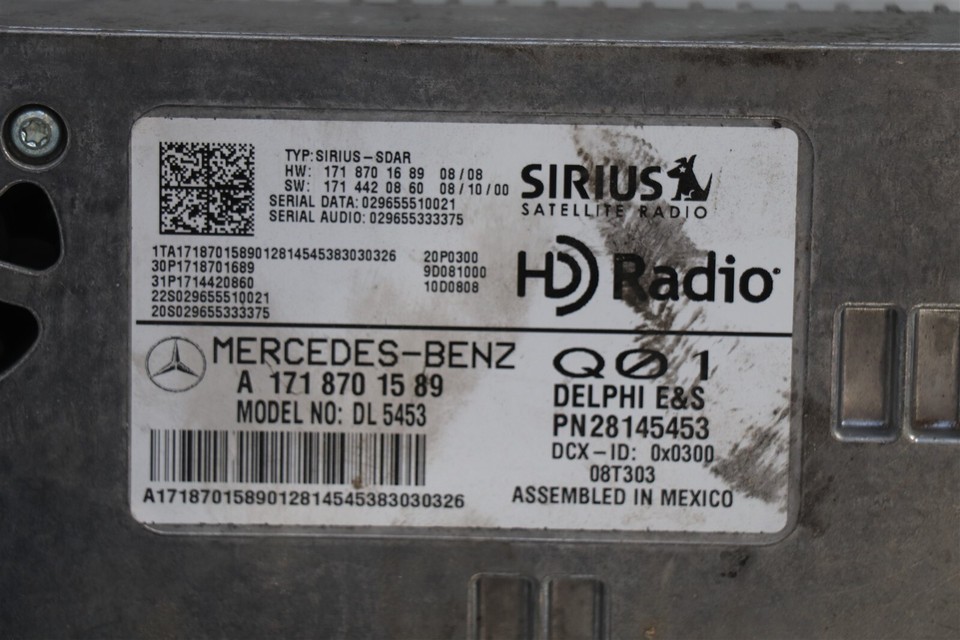 TYP: SIRIUS-SDAR
HW: 171 870 16 89 08/08
SW: 171 442 08 60 08/10/00
SERIAL DATA: 029655510021
SERIAL AUDIO: 029655333375
SIRIUS
SATELLITE RADIO
1TA1718701589012814545383030326
30P1718701689
31P1714420860
22S029655510021
20S029655333375
20P0300
9D081000
10D0808
HD Radio
MERCEDES-BENZ
A 171 870 15 89
MODEL NO: DL 5453
A1718701589012814545383030326
Q01
DELPHI E&S
PN28145453
DCX-ID: 0x0300
08T303
ASSEMBLED IN MEXICO